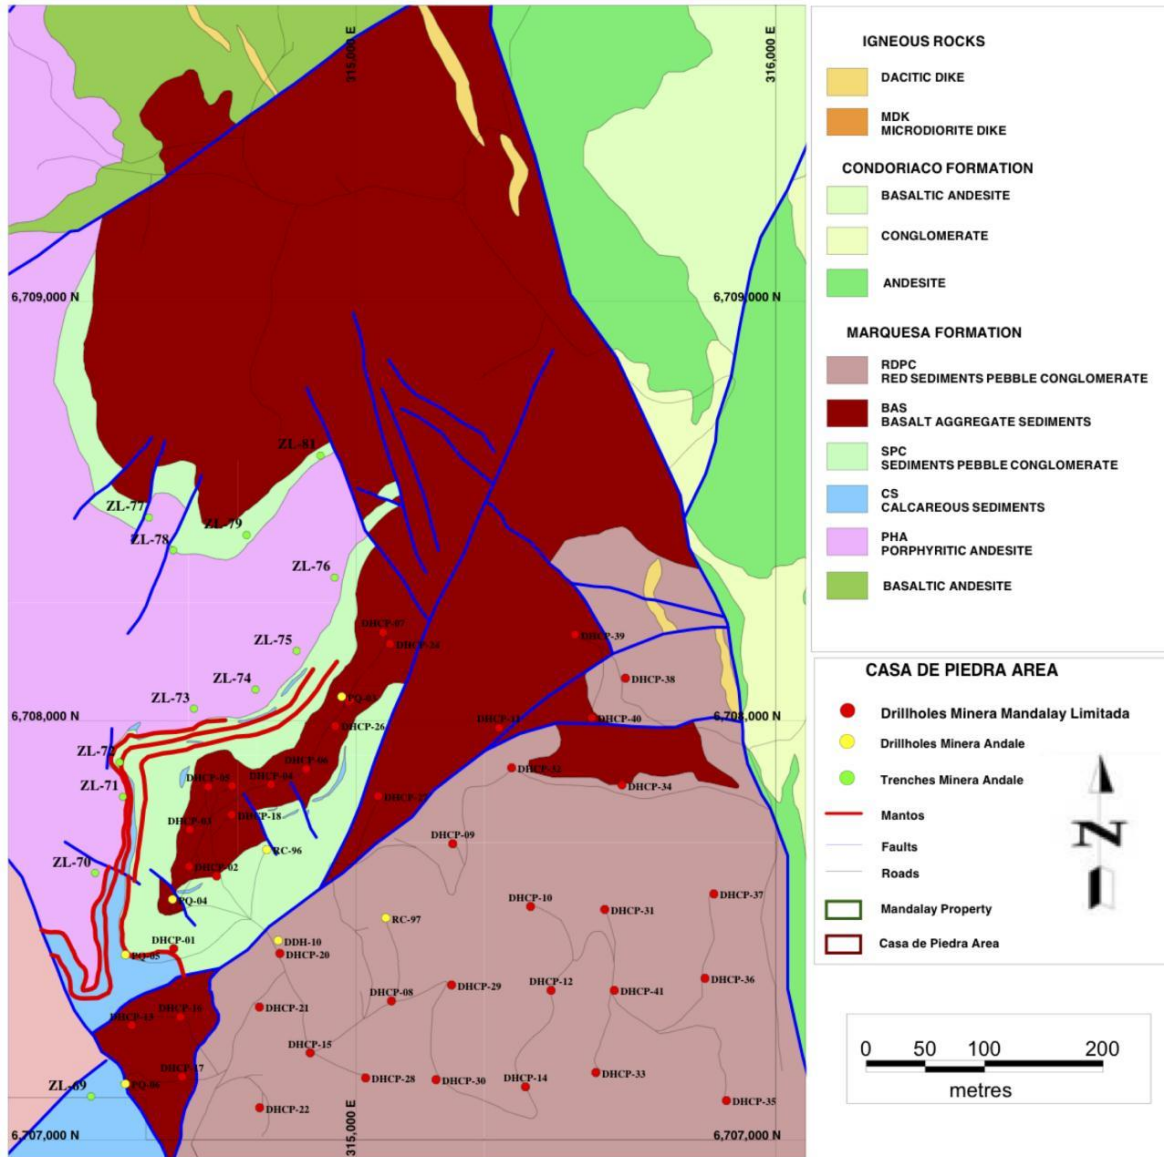 315,000 E
316,000 E
6,709,000 N
6,709,000 N
ZL-81
ZL-77
ZL-79
ZL-78
ZL-76
DHCP-07
DHCP-39
ZL-75
DHCP-38
ZL-74
PQ-03
ZL-73
6,708,000 N
DHCP-11
DHCP-40
6,708,000 N
DHCP-26
ZL-72
DHCP-06
DHCP-32
DHCP-05
DHCP-04
DHCP-34
ZL-71
DHCP-27
DHCP-18
DHCP-03
DHCP-09
RC-96
DHCP-02
ZL-70
DHCP-37
PQ-04
DHCP-10
DHCP-31
RC-97
DHCP-01
DDH-10
PQ-05
DHCP-20
DHCP-36
DHCP-12
DHCP-29
DHCP-41
DHCP-08
DHCP-21
DHCP-16
DHCP-19
DHCP-15
DHCP-17
DHCP-28
DHCP-30
DHCP-33
ZL-69
PQ-06
DHCP-14
DHCP-35
DHCP-22
6,707,000 N
315,000 E
6,707,000 N
IGNEOUS ROCKS
DACITIC DIKE
MDK
MICRODIORITE DIKE
CONDORIACO FORMATION
BASALTIC ANDESITE
CONGLOMERATE
ANDESITE
MARQUESA FORMATION
RDPC
RED SEDIMENTS PEBBLE CONGLOMERATE
BAS
BASALT AGGREGATE SEDIMENTS
SPC
SEDIMENTS PEBBLE CONGLOMERATE
CS
CALCAREOUS SEDIMENTS
PHA
PORPHYRITIC ANDESITE
BASALTIC ANDESITE
CASA DE PIEDRA AREA
Drillholes Minera Mandalay Limitada
Drillholes Minera Andale
Trenches Minera Andale
Mantos
Faults
Roads
Mandalay Property
Casa de Piedra Area
N
0 50 100 200
metres